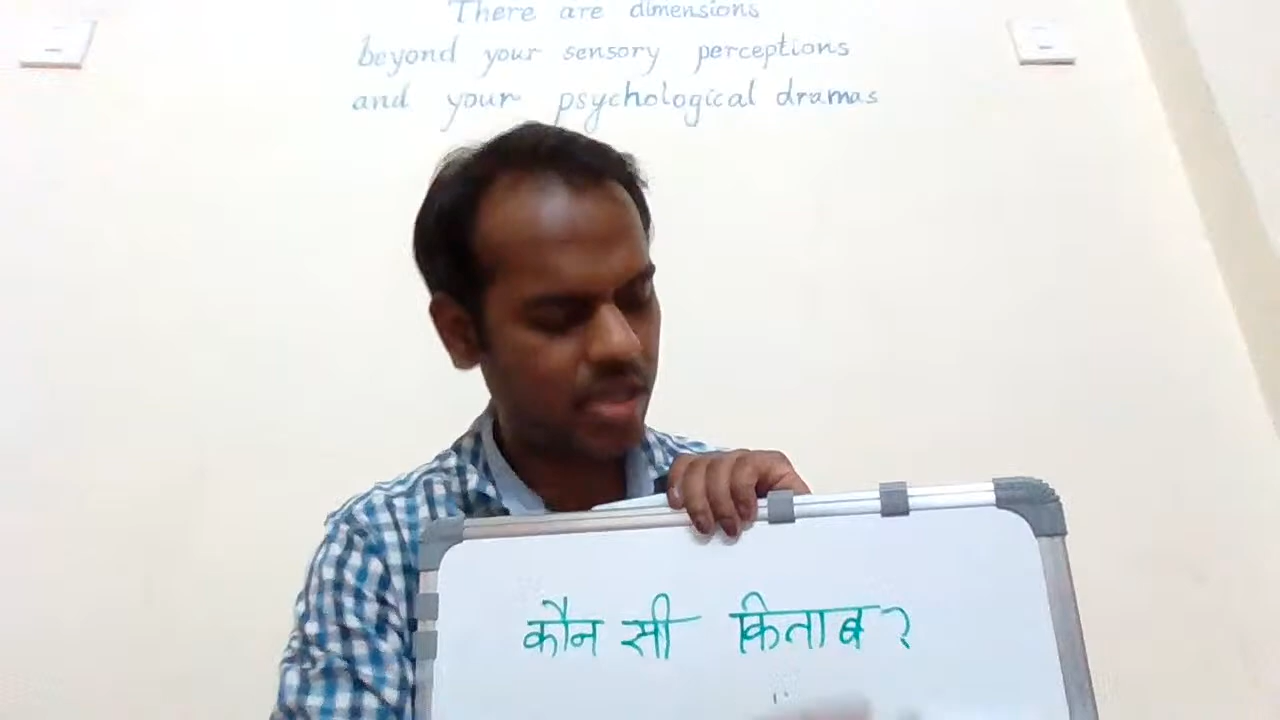 There are dimensions
beyond your sensory perceptions
and your psychological dramas
कौन सी किताब?